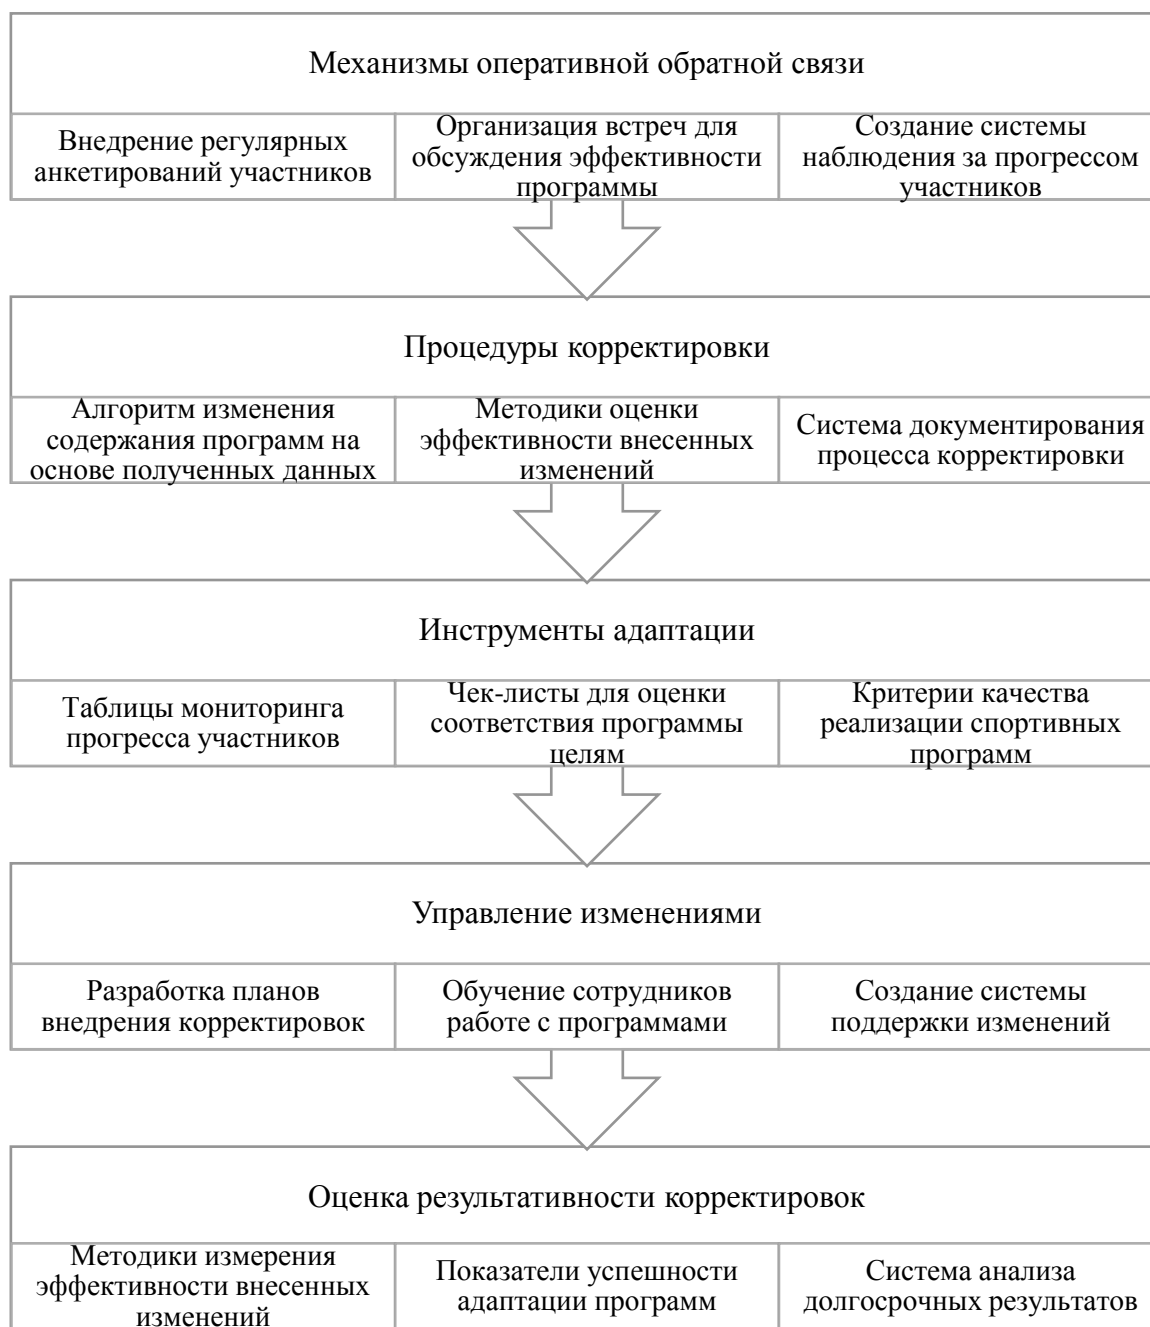 Механизмы оперативной обратной связи
Внедрение регулярных
анкетирований участников
Организация встреч для
обсуждения эффективности
программы
Создание системы
наблюдения за прогрессом
участников
Процедуры корректировки
Алгоритм изменения
содержания программ на
основе полученных данных
Методики оценки
эффективности внесенных
изменений
Система документирования
процесса корректировки
Инструменты адаптации
Таблицы мониторинга
прогресса участников
Чек-листы для оценки
соответствия программы
целям
Критерии качества
реализации спортивных
программ
Управление изменениями
Разработка планов
внедрения корректировок
Обучение сотрудников
работе с программами
Создание системы
поддержки изменений
Оценка результативности корректировок
Методики измерения
эффективности внесенных
изменений
Показатели успешности
адаптации программ
Система анализа
долгосрочных результатов